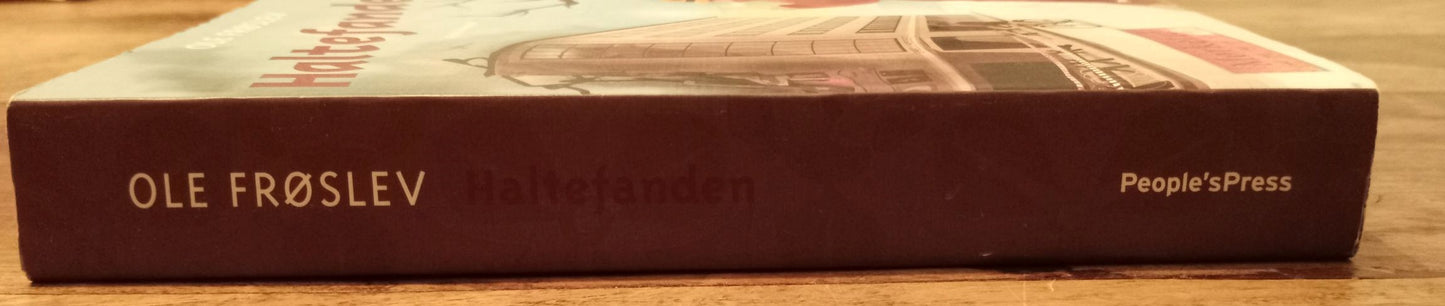 Haltefanden
OLE FRØSLEV Haltefanden People'sPress